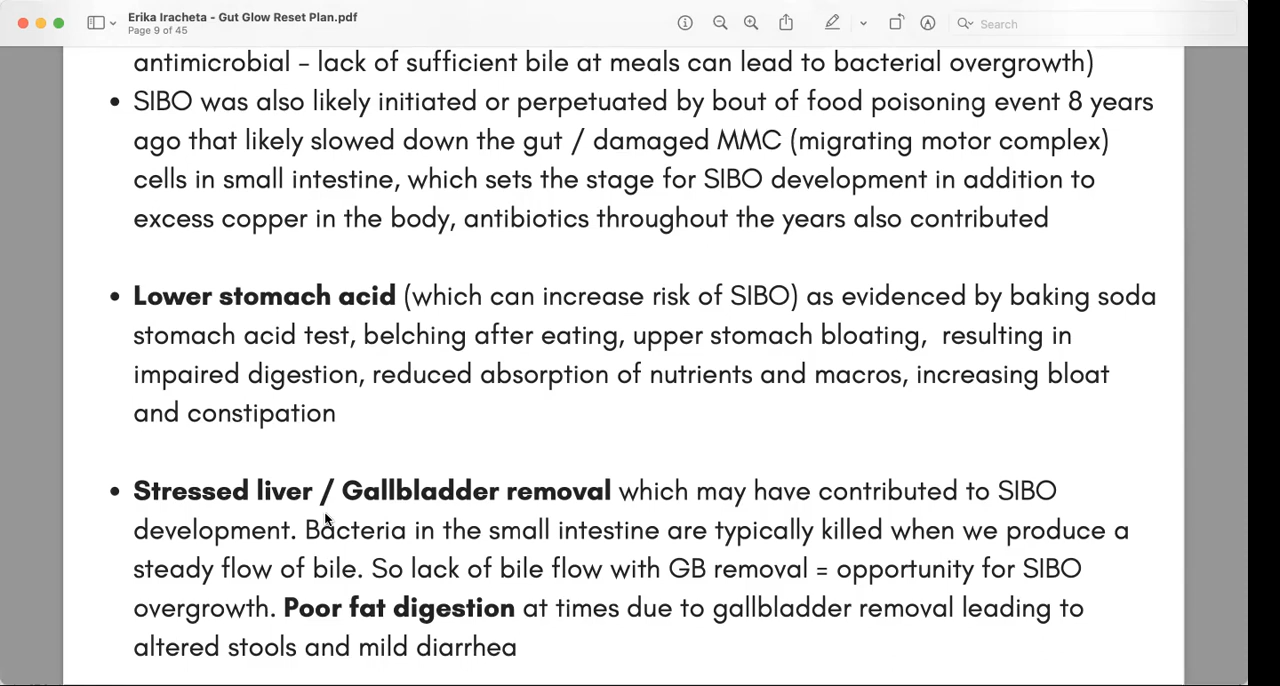 Erika Iracheta - Gut Glow Reset Plan.pdf
Page 9 of 45
Search
antimicrobial - lack of sufficient bile at meals can lead to bacterial overgrowth)
• SIBO was also likely initiated or perpetuated by bout of food poisoning event 8 years
ago that likely slowed down the gut / damaged MMC (migrating motor complex)
cells in small intestine, which sets the stage for SIBO development in addition to
excess copper in the body, antibiotics throughout the years also contributed
• Lower stomach acid (which can increase risk of SIBO) as evidenced by baking soda
stomach acid test, belching after eating, upper stomach bloating,  resulting in
impaired digestion, reduced absorption of nutrients and macros, increasing bloat
and constipation
• Stressed liver / Gallbladder removal which may have contributed to SIBO
development. Bacteria in the small intestine are typically killed when we produce a
steady flow of bile. So lack of bile flow with GB removal = opportunity for SIBO
overgrowth. Poor fat digestion at times due to gallbladder removal leading to
altered stools and mild diarrhea